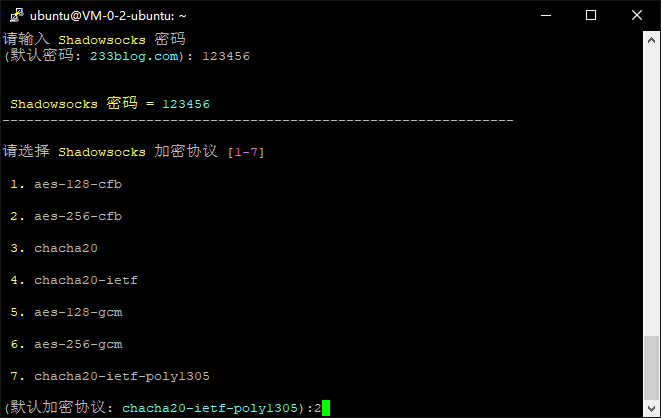 ubuntu@VM-0-2-ubuntu: ~
请输入 Shadowsocks 密码
(默认密码: 233blog.com): 123456
Shadowsocks 密码 = 123456
----------------------------------------------------------------
请选择 Shadowsocks 加密协议 [1-7]
1. aes-128-cfb
2. aes-256-cfb
3. chacha20
4. chacha20-ietf
5. aes-128-gcm
6. aes-256-gcm
7. chacha20-ietf-poly1305
(默认加密协议: chacha20-ietf-poly1305):2